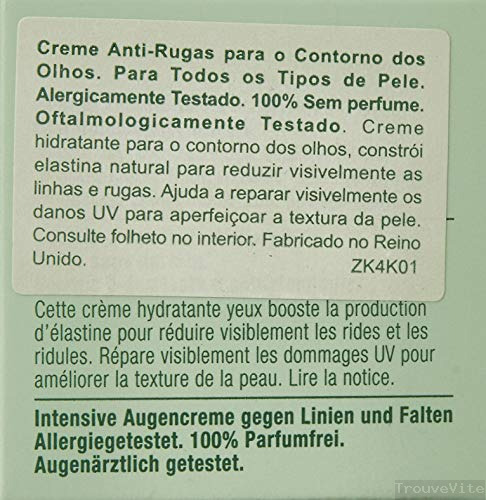 Creme Anti-Rugas para o Contorno dos
Olhos. Para Todos os Tipos de Pele.
Alergicamente Testado. 100% Sem perfume.
Oftalmologicamente Testado. Creme
hidratante para o contorno dos olhos, constrói
elastina natural para reduzir visivelmente as
linhas e rugas. Ajuda a reparar visivelmente os
danos UV para aperfeiçoar a textura da pele.
Consulte folheto no interior. Fabricado no Reino
Unido. ZK4K01
Cette crème hydratante yeux booste la production
d'élastine pour réduire visiblement les rides et les
ridules. Répare visiblement les dommages UV pour
améliorer la texture de la peau. Lire la notice.
Intensive Augencreme gegen Linien und Falten
Allergiegetestet. 100% Parfumfrei.
Augenärztlich getestet.
TrouveVite